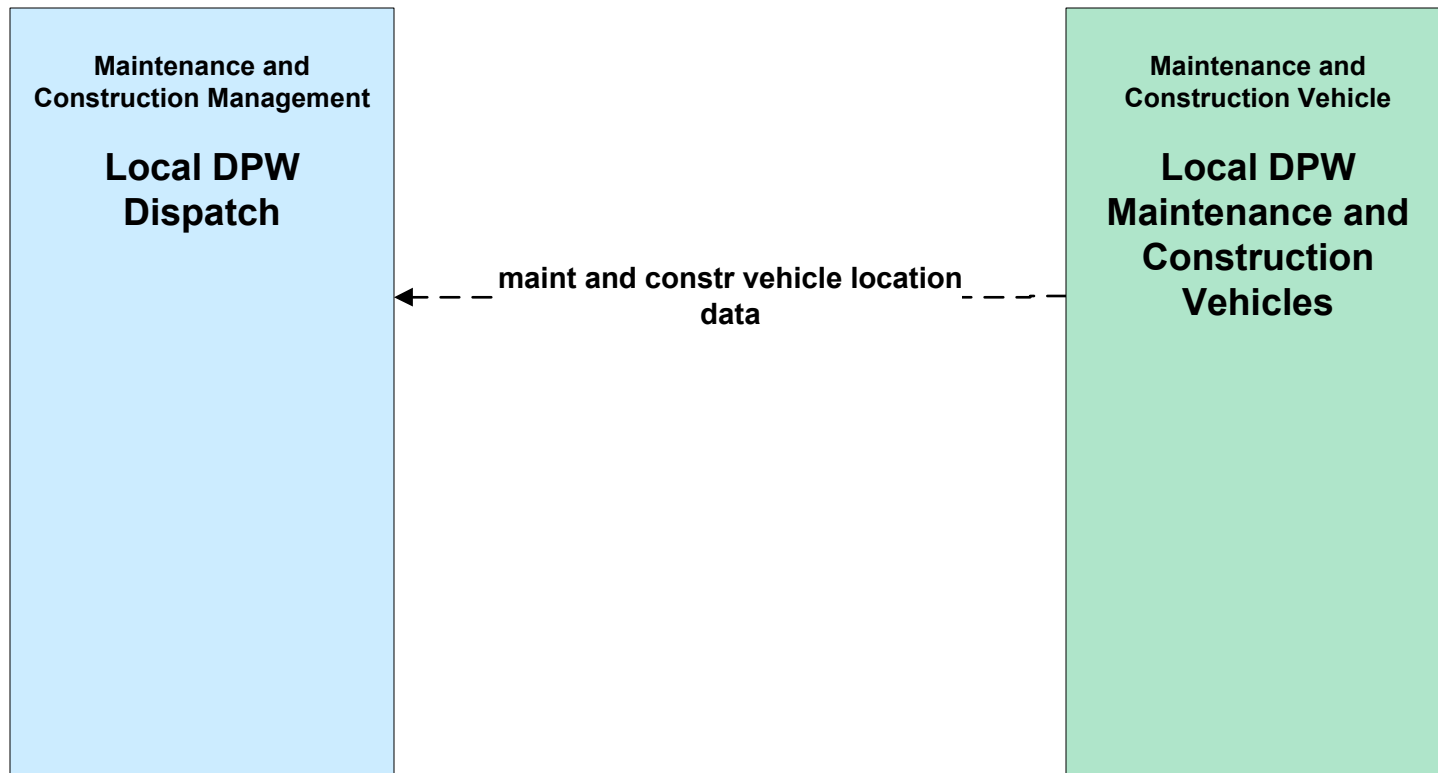 Maintenance and
Construction Management
Local DPW
Dispatch
maint and constr vehicle location
data
Maintenance and
Construction Vehicle
Local DPW
Maintenance and
Construction
Vehicles